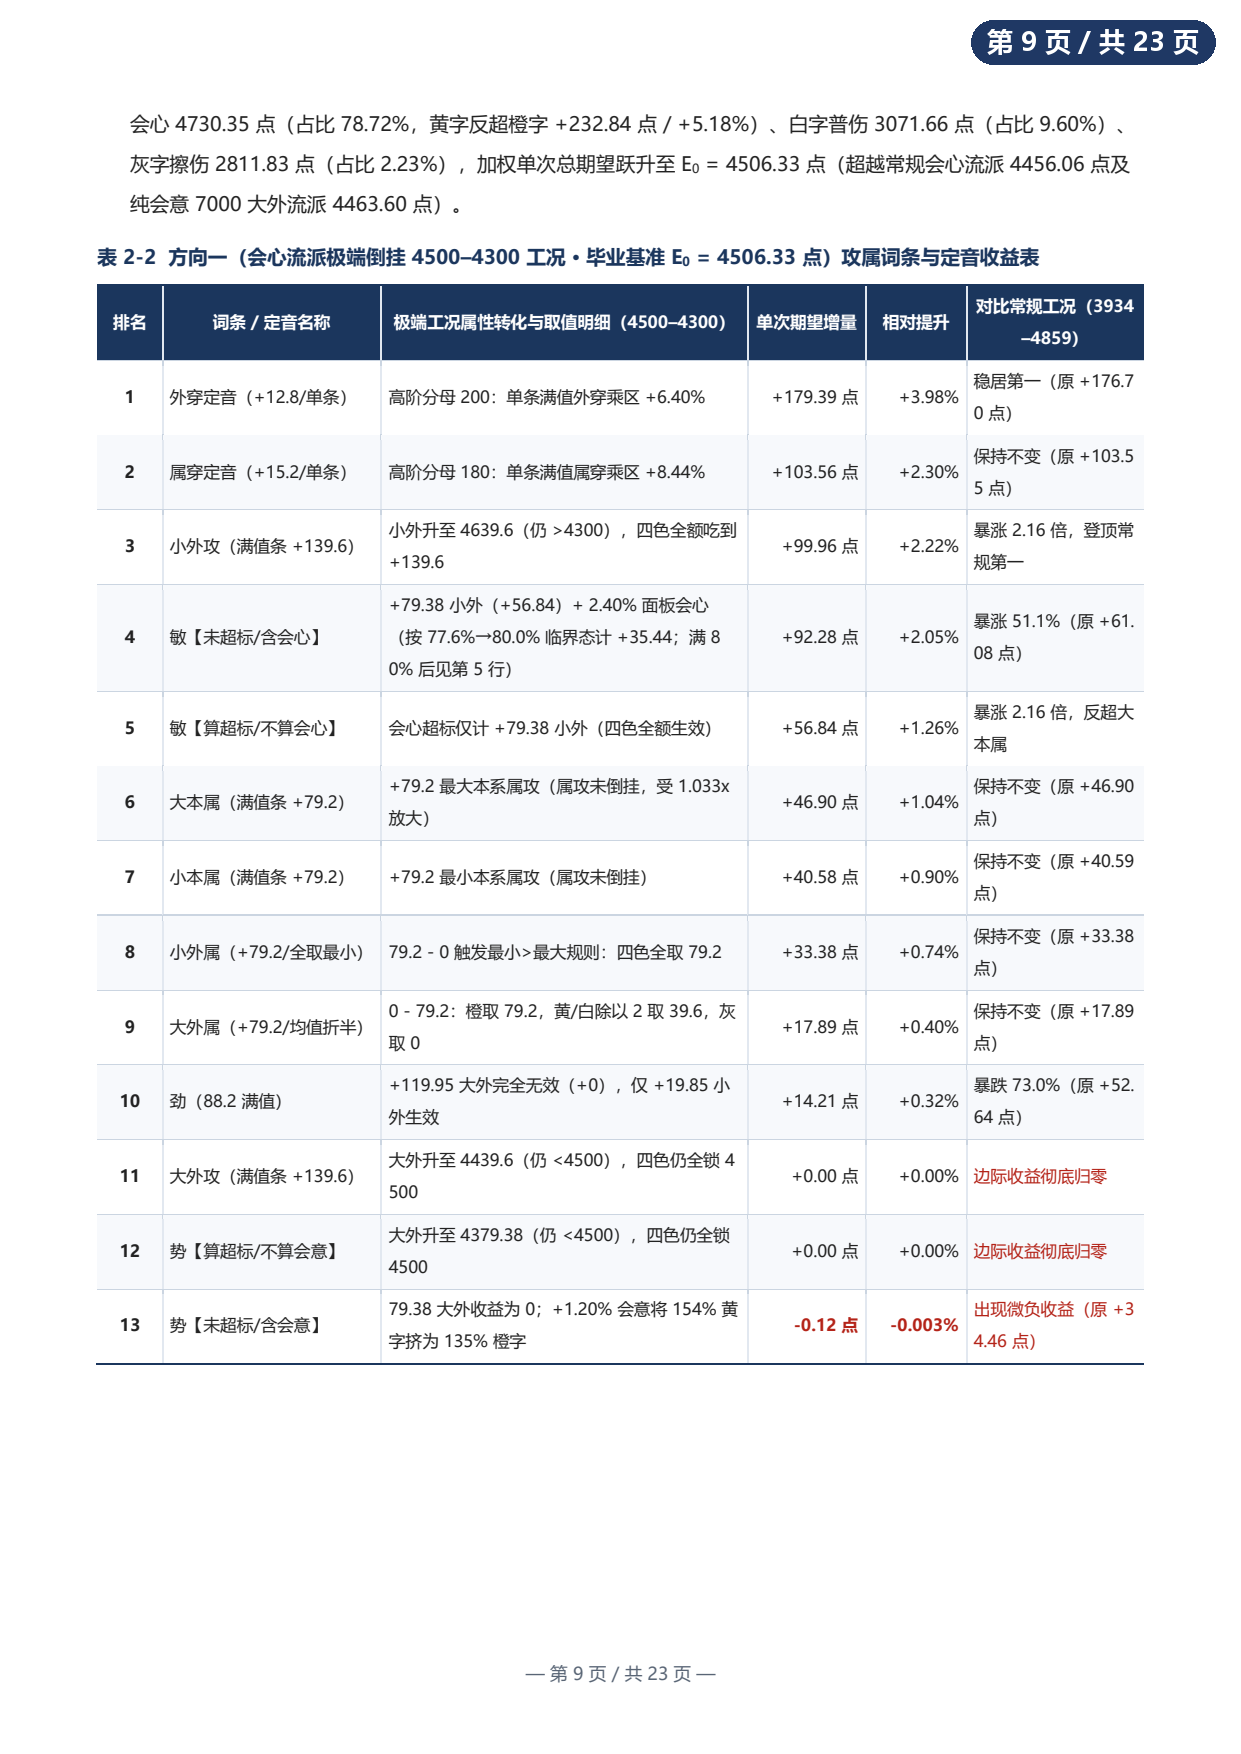 第 9 页 / 共 23 页
会心 4730.35 点（占比 78.72%，黄字反超橙字 +232.84 点 / +5.18%）、白字普伤 3071.66 点（占比 9.60%）、
灰字擦伤 2811.83 点（占比 2.23%），加权单次总期望跃升至 E₀ = 4506.33 点（超越常规会心流派 4456.06 点及
纯会意 7000 大外流派 4463.60 点）。
表 2-2 方向一（会心流派极端倒挂 4500–4300 工况 • 毕业基准 E₀ = 4506.33 点）攻属词条与定音收益表
排名 词条 / 定音名称 极端工况属性转化与取值明细（4500–4300） 单次期望增量 相对提升 对比常规工况（3934
–4859）
1 外穿定音（+12.8/单条） 高阶分母 200：单条满值外穿乘区 +6.40% +179.39 点 +3.98% 稳居第一（原 +176.7
0 点）
2 属穿定音（+15.2/单条） 高阶分母 180：单条满值属穿乘区 +8.44% +103.56 点 +2.30% 保持不变（原 +103.5
5 点）
3 小外攻（满值条 +139.6） 小外升至 4639.6（仍 >4300），四色全额吃到
+139.6 +99.96 点 +2.22% 暴涨 2.16 倍，登顶常
规第一
4 敏【未超标/含会心】 +79.38 小外（+56.84）+ 2.40% 面板会心
（按 77.6%→80.0% 临界态计 +35.44；满 8
0% 后见第 5 行） +92.28 点 +2.05% 暴涨 51.1%（原 +61.
08 点）
5 敏【算超标/不算会心】 会心超标仅计 +79.38 小外（四色全额生效） +56.84 点 +1.26% 暴涨 2.16 倍，反超大
本属
6 大本属（满值条 +79.2） +79.2 最大本系属攻（属攻未倒挂，受 1.033x
放大） +46.90 点 +1.04% 保持不变（原 +46.90
点）
7 小本属（满值条 +79.2） +79.2 最小本系属攻（属攻未倒挂） +40.58 点 +0.90% 保持不变（原 +40.59
点）
8 小外属（+79.2/全取最小） 79.2 - 0 触发最小>最大规则：四色全取 79.2 +33.38 点 +0.74% 保持不变（原 +33.38
点）
9 大外属（+79.2/均值折半） 0 - 79.2：橙取 79.2，黄/白除以 2 取 39.6，灰
取 0 +17.89 点 +0.40% 保持不变（原 +17.89
点）
10 劲（88.2 满值） +119.95 大外完全无效（+0），仅 +19.85 小
外生效 +14.21 点 +0.32% 暴跌 73.0%（原 +52.
64 点）
11 大外攻（满值条 +139.6） 大外升至 4439.6（仍 <4500），四色仍全锁 4
500 +0.00 点 +0.00% 边际收益彻底归零
12 势【算超标/不算会意】 大外升至 4379.38（仍 <4500），四色仍全锁
4500 +0.00 点 +0.00% 边际收益彻底归零
13 势【未超标/含会意】 79.38 大外收益为 0；+1.20% 会意将 154% 黄
字挤为 135% 橙字 -0.12 点 -0.003% 出现微负收益（原 +3
4.46 点）
— 第 9 页 / 共 23 页 —